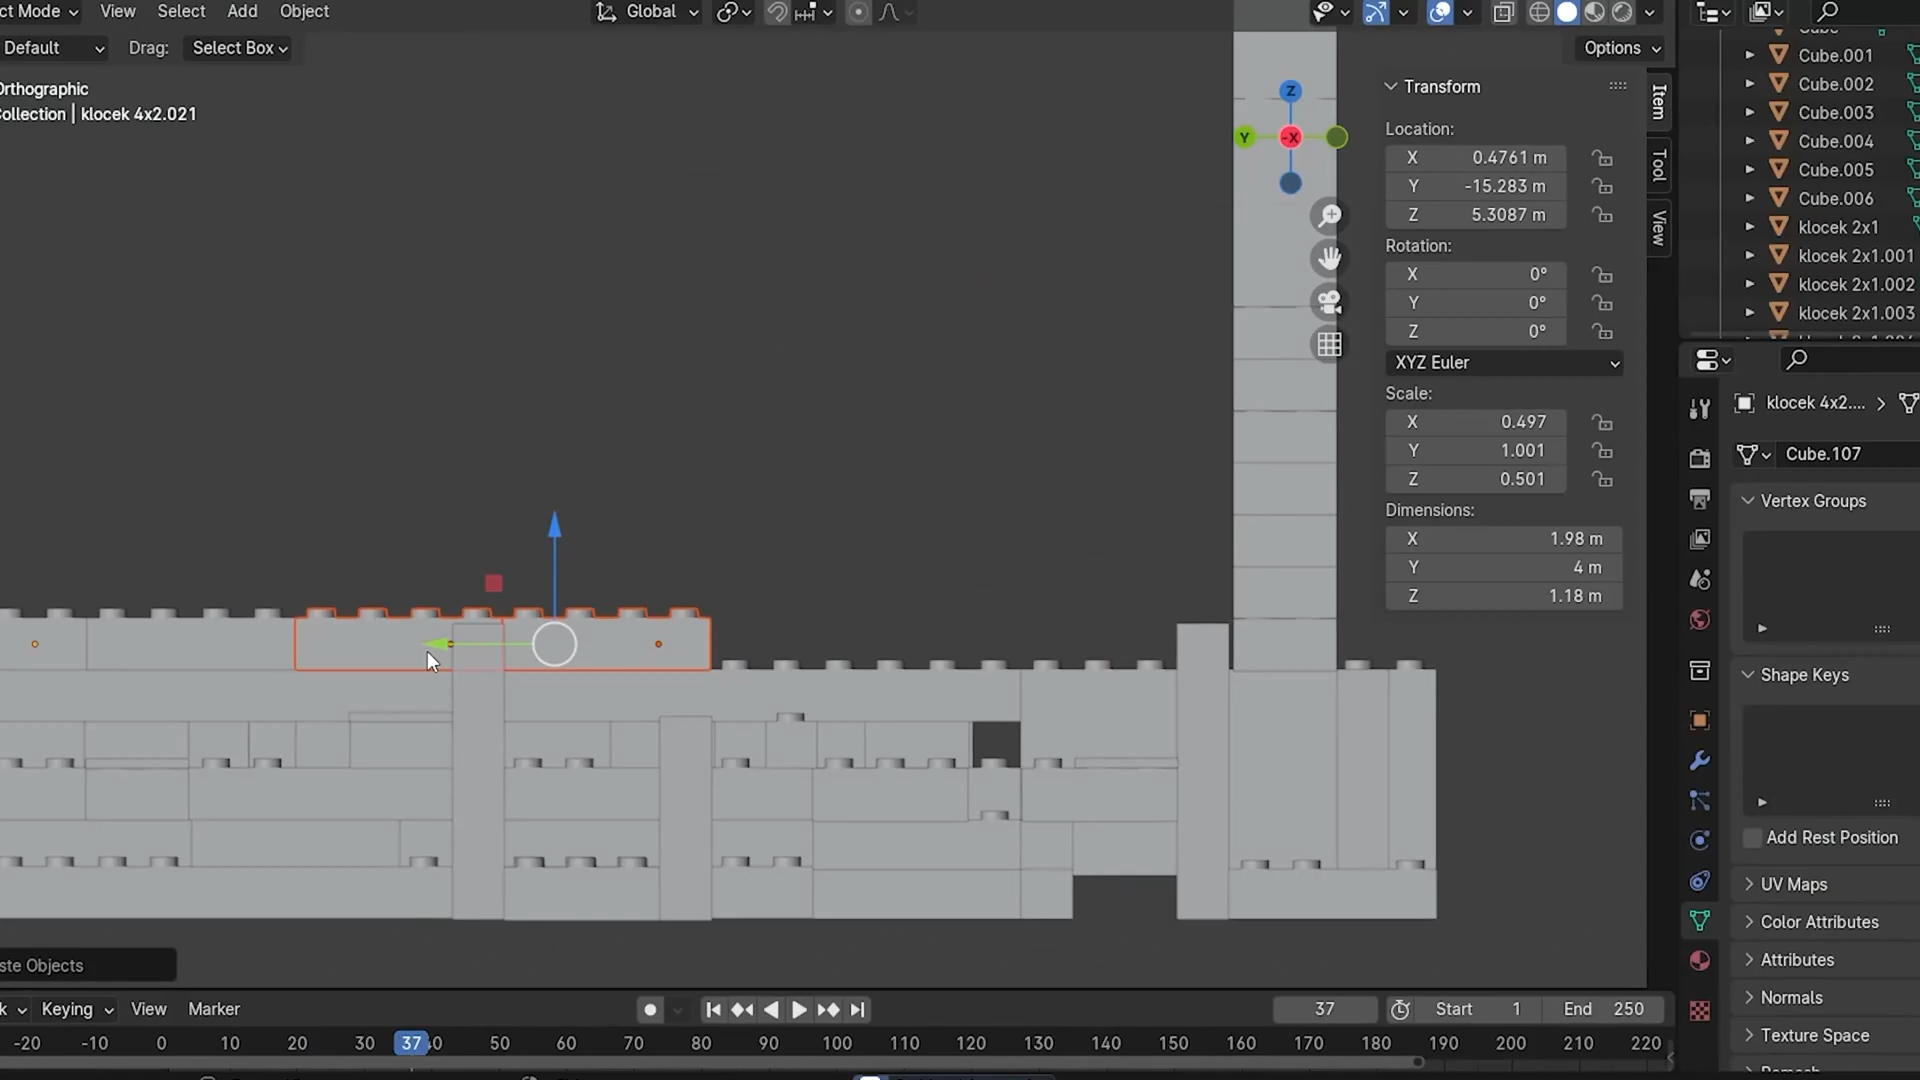 ct Mode View Select Add Object Global
Default Drag: Select Box Options
Orthographic
Collection | klocek 4x2.021
Z
Y -X
Transform
Location:
X 0.4761 m
Y -15.283 m
Z 5.3087 m
Rotation:
X 0°
Y 0°
Z 0°
XYZ Euler
Scale:
X 0.497
Y 1.001
Z 0.501
Dimensions:
X 1.98 m
Y 4 m
Z 1.18 m
Item
Tool
View
Cube
Cube.001
Cube.002
Cube.003
Cube.004
Cube.005
Cube.006
klocek 2x1
klocek 2x1.001
klocek 2x1.002
klocek 2x1.003
klocek 4x2.... >
Cube.107
Vertex Groups
Shape Keys
Add Rest Position
UV Maps
Color Attributes
Attributes
Normals
Texture Space
ste Objects
k Keying View Marker 37 Start 1 End 250
-20 -10 0 10 20 30 37 40 50 60 70 80 90 100 110 120 130 140 150 160 170 180 190 200 210 220